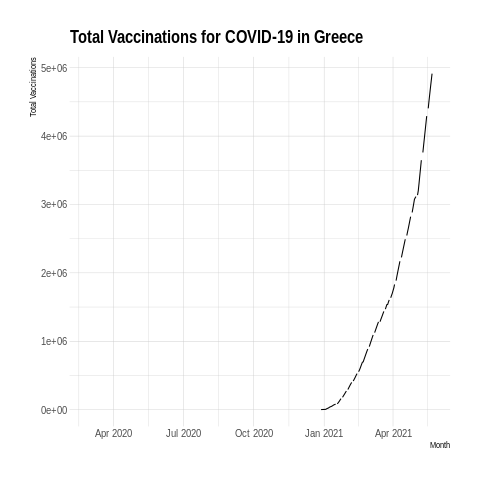 Total Vaccinations for COVID-19 in Greece
Total Vaccinations
5e+06
4e+06
3e+06
2e+06
1e+06
0e+00
Apr 2020 Jul 2020 Oct 2020 Jan 2021 Apr 2021
Month